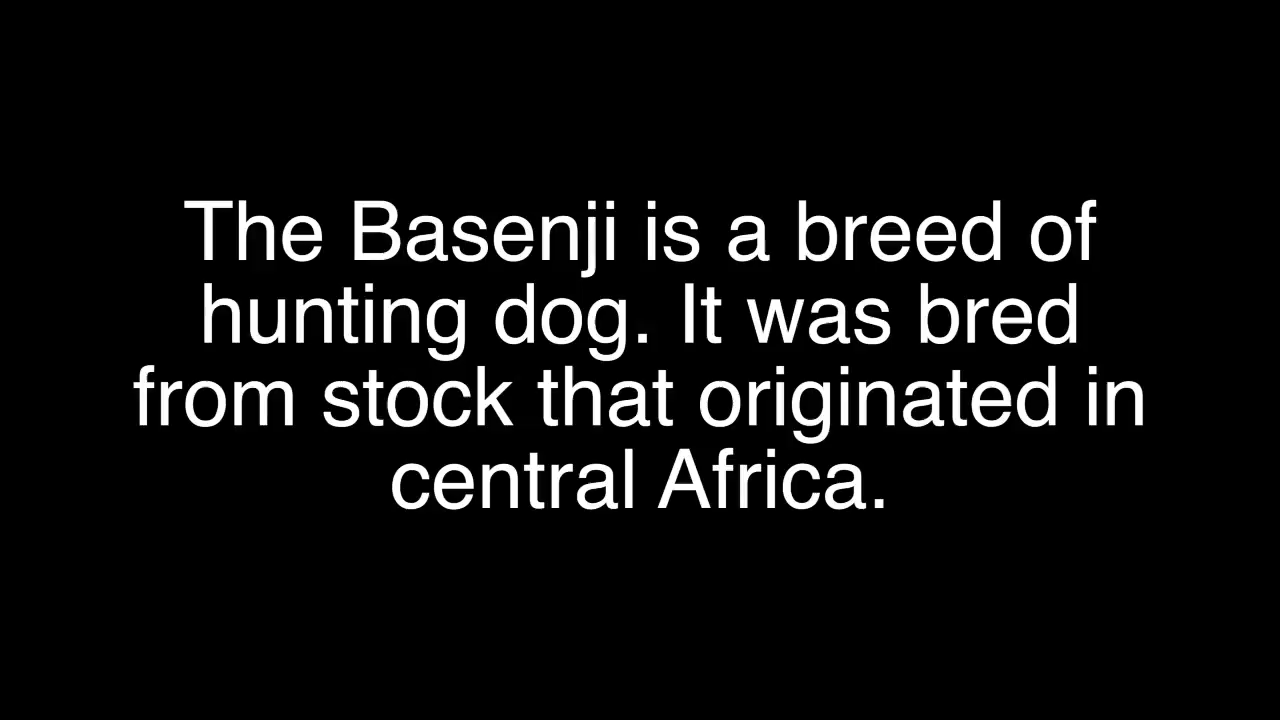 The Basenji is a breed of
hunting dog. It was bred
from stock that originated in
central Africa.